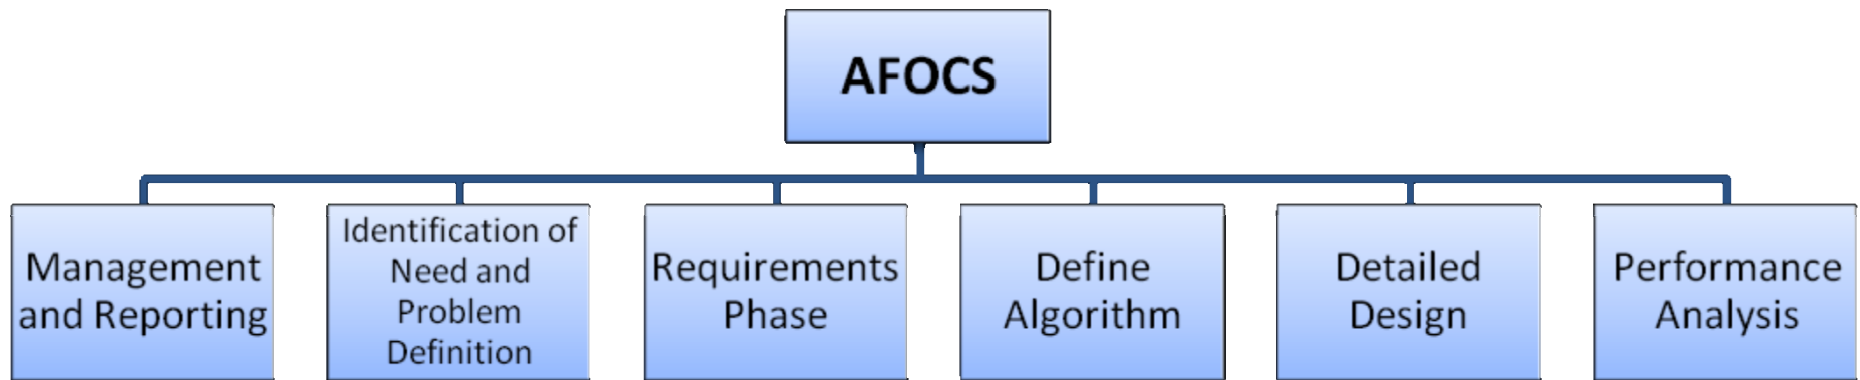 AFOCS
Management
and Reporting
Identification of
Need and
Problem
Definition
Requirements
Phase
Define
Algorithm
Detailed
Design
Performance
Analysis